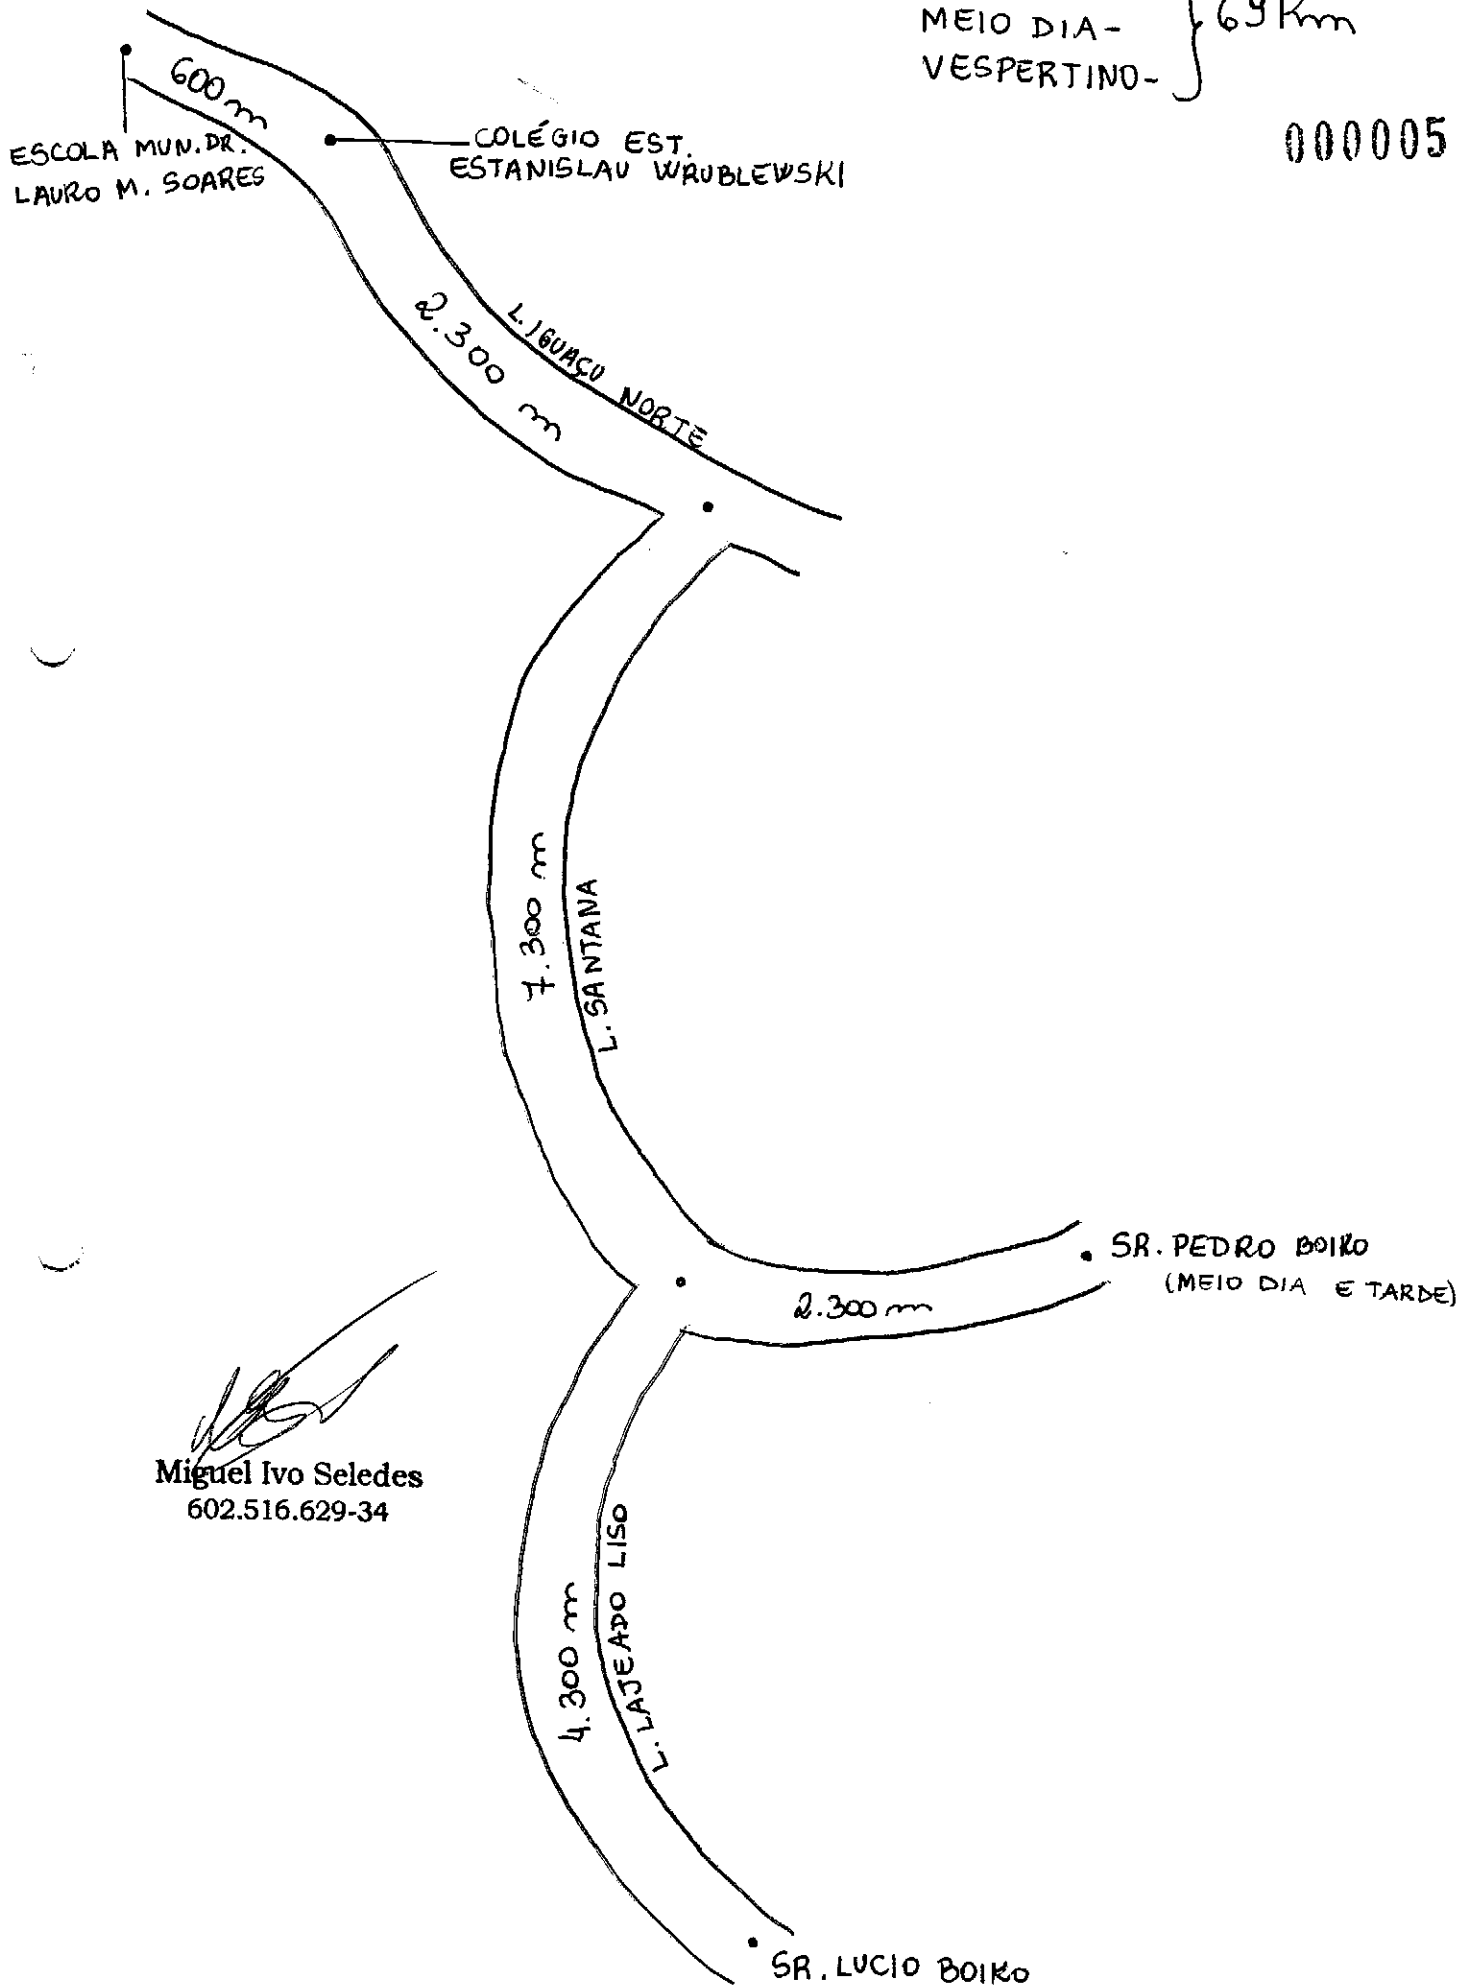 MEIO DIA- } 69 Km
VESPERTINO-
000005
600 m
ESCOLA MUN. DR.
LAURO M. SOARES
COLÉGIO EST.
ESTANISLAU WRUBLEWSKI
2.300 m
L. IGUAÇU NORTE
7.300 m
L. SANTANA
SR. PEDRO BOIKO
(MEIO DIA E TARDE)
2.300 m
Miguel Ivo Seledes
602.516.629-34
4.300 m
L. LAJEADO LISO
SR. LUCIO BOIKO